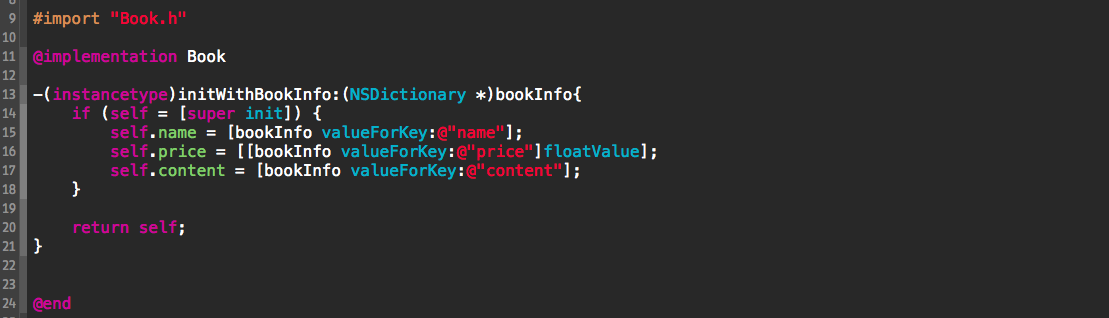 9 #import "Book.h"
10
11 @implementation Book
12
13 -(instancetype)initWithBookInfo:(NSDictionary *)bookInfo{
14 if (self = [super init]) {
15 self.name = [bookInfo valueForKey:@"name"];
16 self.price = [[bookInfo valueForKey:@"price"]floatValue];
17 self.content = [bookInfo valueForKey:@"content"];
18 }
19
20 return self;
21 }
22
23
24 @end